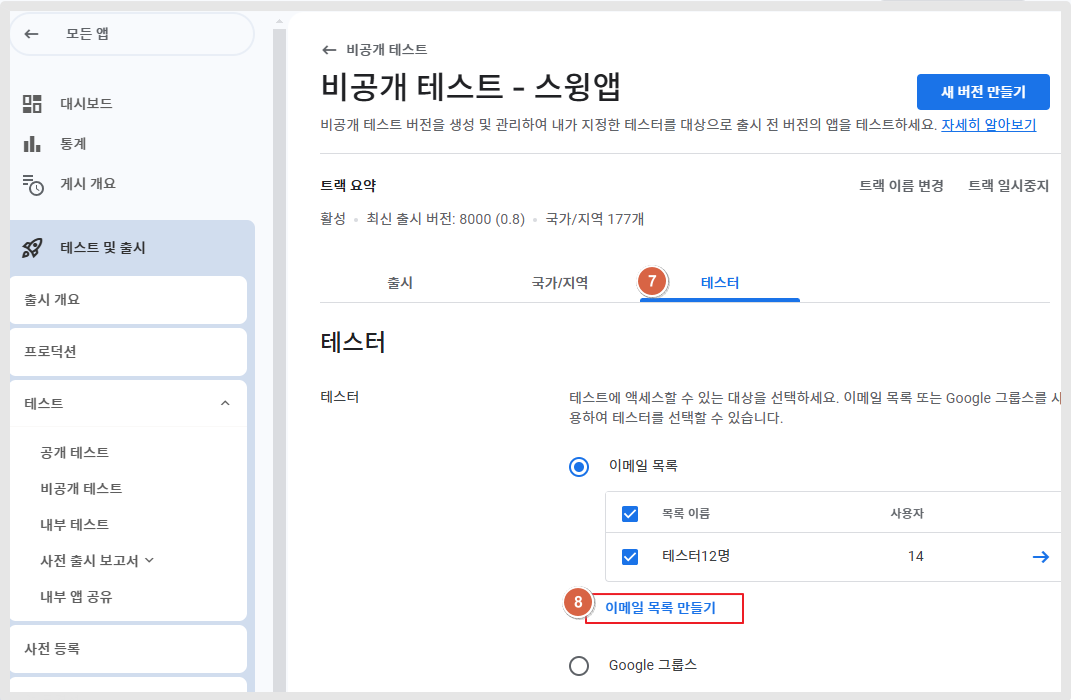 모든 앱
대시보드
통계
게시 개요
테스트 및 출시
출시 개요
프로덕션
테스트
공개 테스트
비공개 테스트
내부 테스트
사전 출시 보고서
내부 앱 공유
사전 등록
비공개 테스트
비공개 테스트 - 스윙앱
새 버전 만들기
비공개 테스트 버전을 생성 및 관리하여 내가 지정한 테스터를 대상으로 출시 전 버전의 앱을 테스트하세요. 자세히 알아보기
트랙 요약
트랙 이름 변경 트랙 일시중지
활성 • 최신 출시 버전: 8000 (0.8) • 국가/지역 177개
출시 국가/지역 7 테스터
테스터
테스터
테스트에 액세스할 수 있는 대상을 선택하세요. 이메일 목록 또는 Google 그룹스를 사
용하여 테스터를 선택할 수 있습니다.
이메일 목록
목록 이름 사용자
테스터12명 14
8 이메일 목록 만들기
Google 그룹스